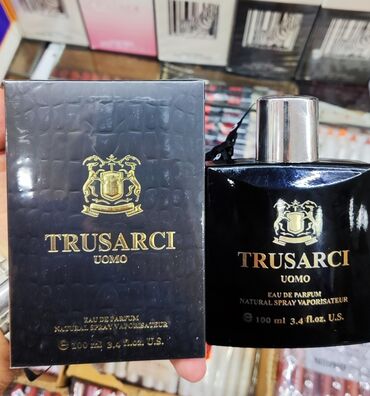 TRUSARCI
UOMO
EAU DE PARFUM
NATURAL SPRAY VAPORISATEUR
℮ 100 ml 3.4 fl.oz. U.S.
TRUSARCI
UOMO
EAU DE PARFUM
NATURAL SPRAY VAPORISATEUR
℮ 100 ml 3.4 fl.oz. U.S.